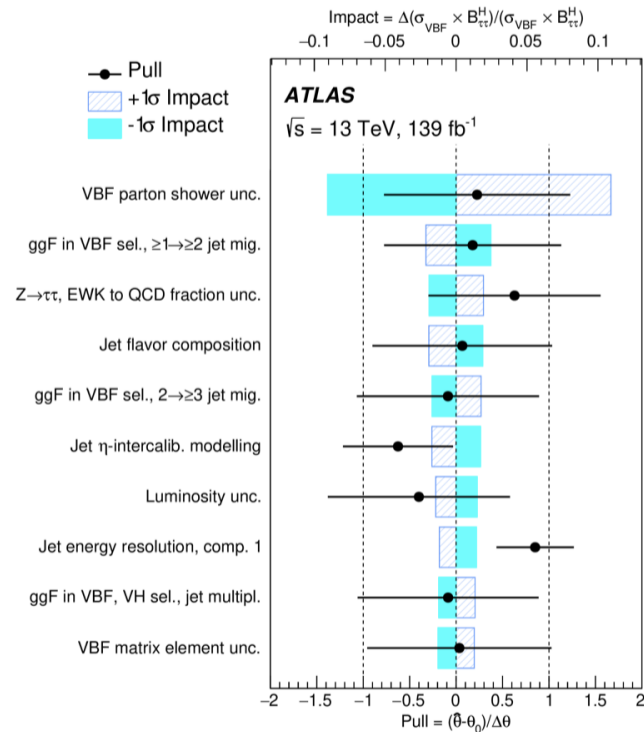 Impact = Δ(σ_VBF × B^H_ττ)/(σ_VBF × B^H_ττ)
−0.1 −0.05 0 0.05 0.1
Pull
+1σ Impact
-1σ Impact
ATLAS
√s = 13 TeV, 139 fb⁻¹
VBF parton shower unc.
ggF in VBF sel., ≥1→≥2 jet mig.
Z→ττ, EWK to QCD fraction unc.
Jet flavor composition
ggF in VBF sel., 2→≥3 jet mig.
Jet η-intercalib. modelling
Luminosity unc.
Jet energy resolution, comp. 1
ggF in VBF, VH sel., jet multipl.
VBF matrix element unc.
−2 −1.5 −1 −0.5 0 0.5 1 1.5 2
Pull = (θ̂-θ₀)/Δθ